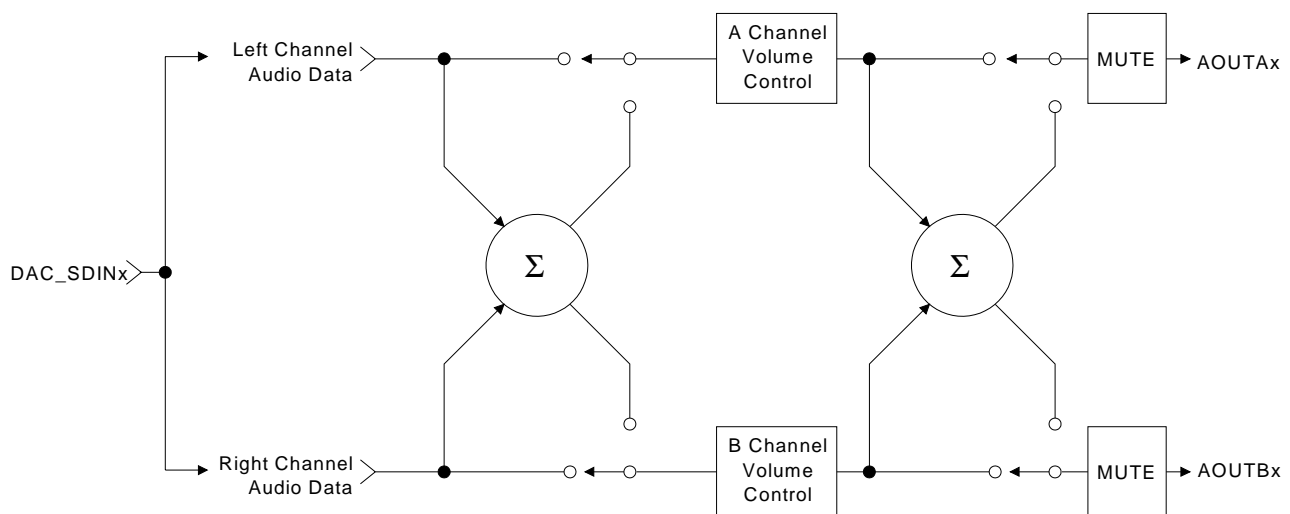 Left Channel
Audio Data
A Channel
Volume
Control
MUTE
AOUTAx
Σ
Σ
DAC_SDINx
Right Channel
Audio Data
B Channel
Volume
Control
MUTE
AOUTBx